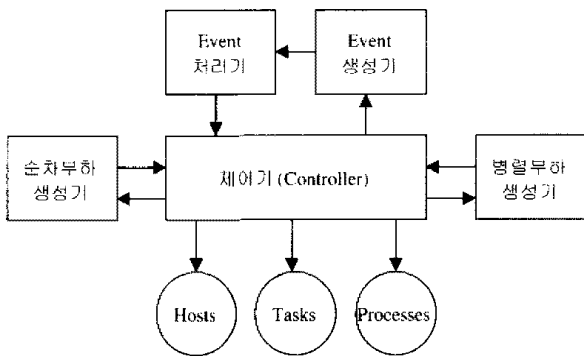 Event
처리기
Event
생성기
순차부하
생성기
제어기 (Controller)
병렬부하
생성기
Hosts
Tasks
Processes